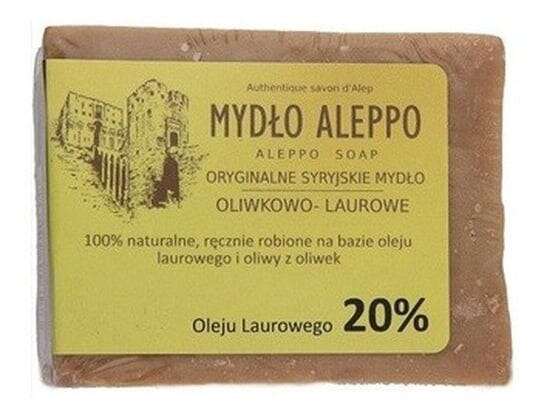 Authentique savon d'Alep
MYDŁO ALEPPO
ALEPPO SOAP
ORYGINALNE SYRYJSKIE MYDŁO
OLIWKOWO- LAUROWE
100% naturalne, ręcznie robione na bazie oleju
laurowego i oliwy z oliwek
Oleju Laurowego 20%